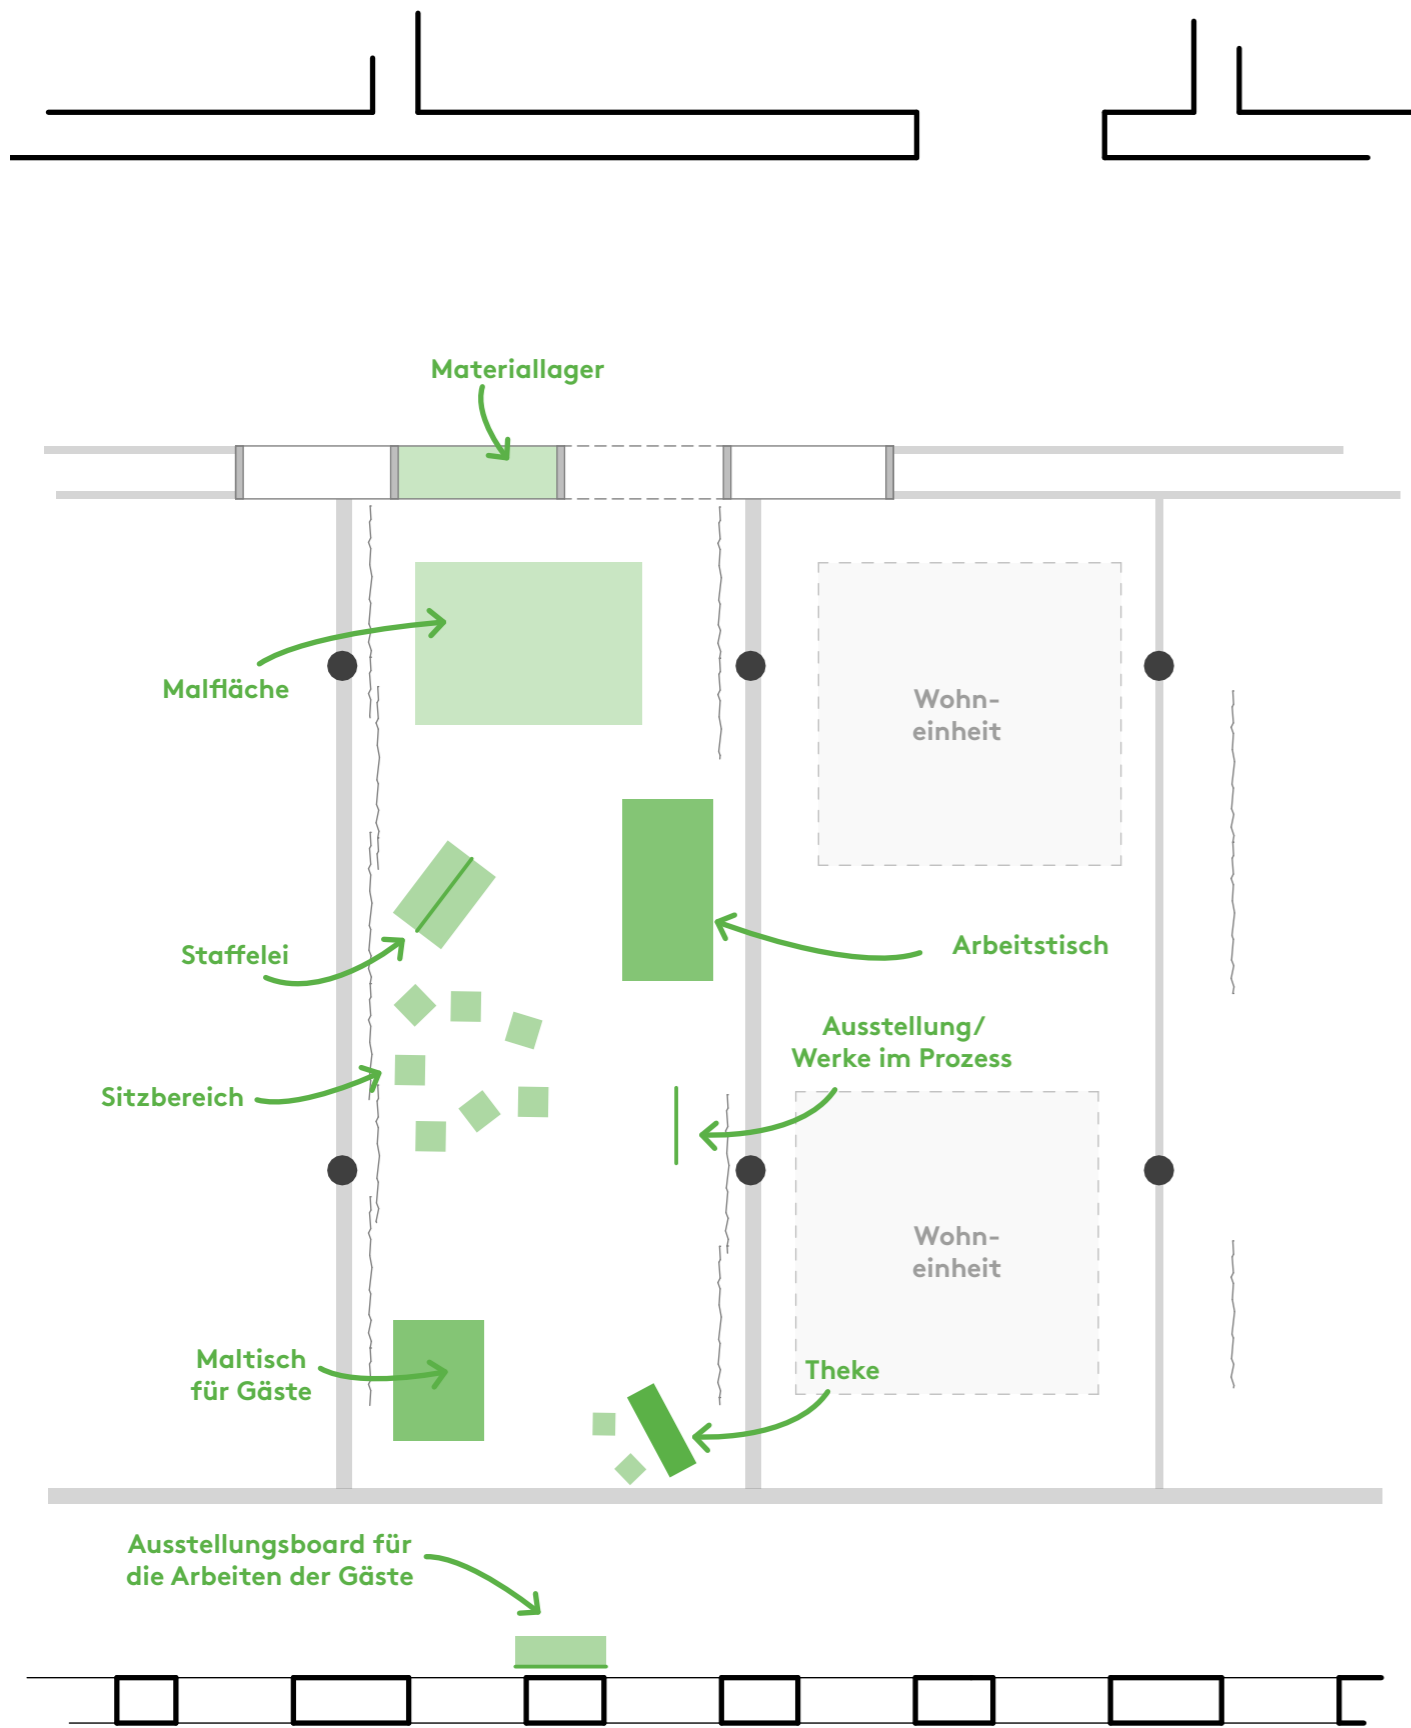 Materiallager
Malfläche
Wohn-
einheit
Staffelei
Arbeitstisch
Ausstellung/
Werke im Prozess
Sitzbereich
Wohn-
einheit
Maltisch
für Gäste
Theke
Ausstellungsboard für
die Arbeiten der Gäste